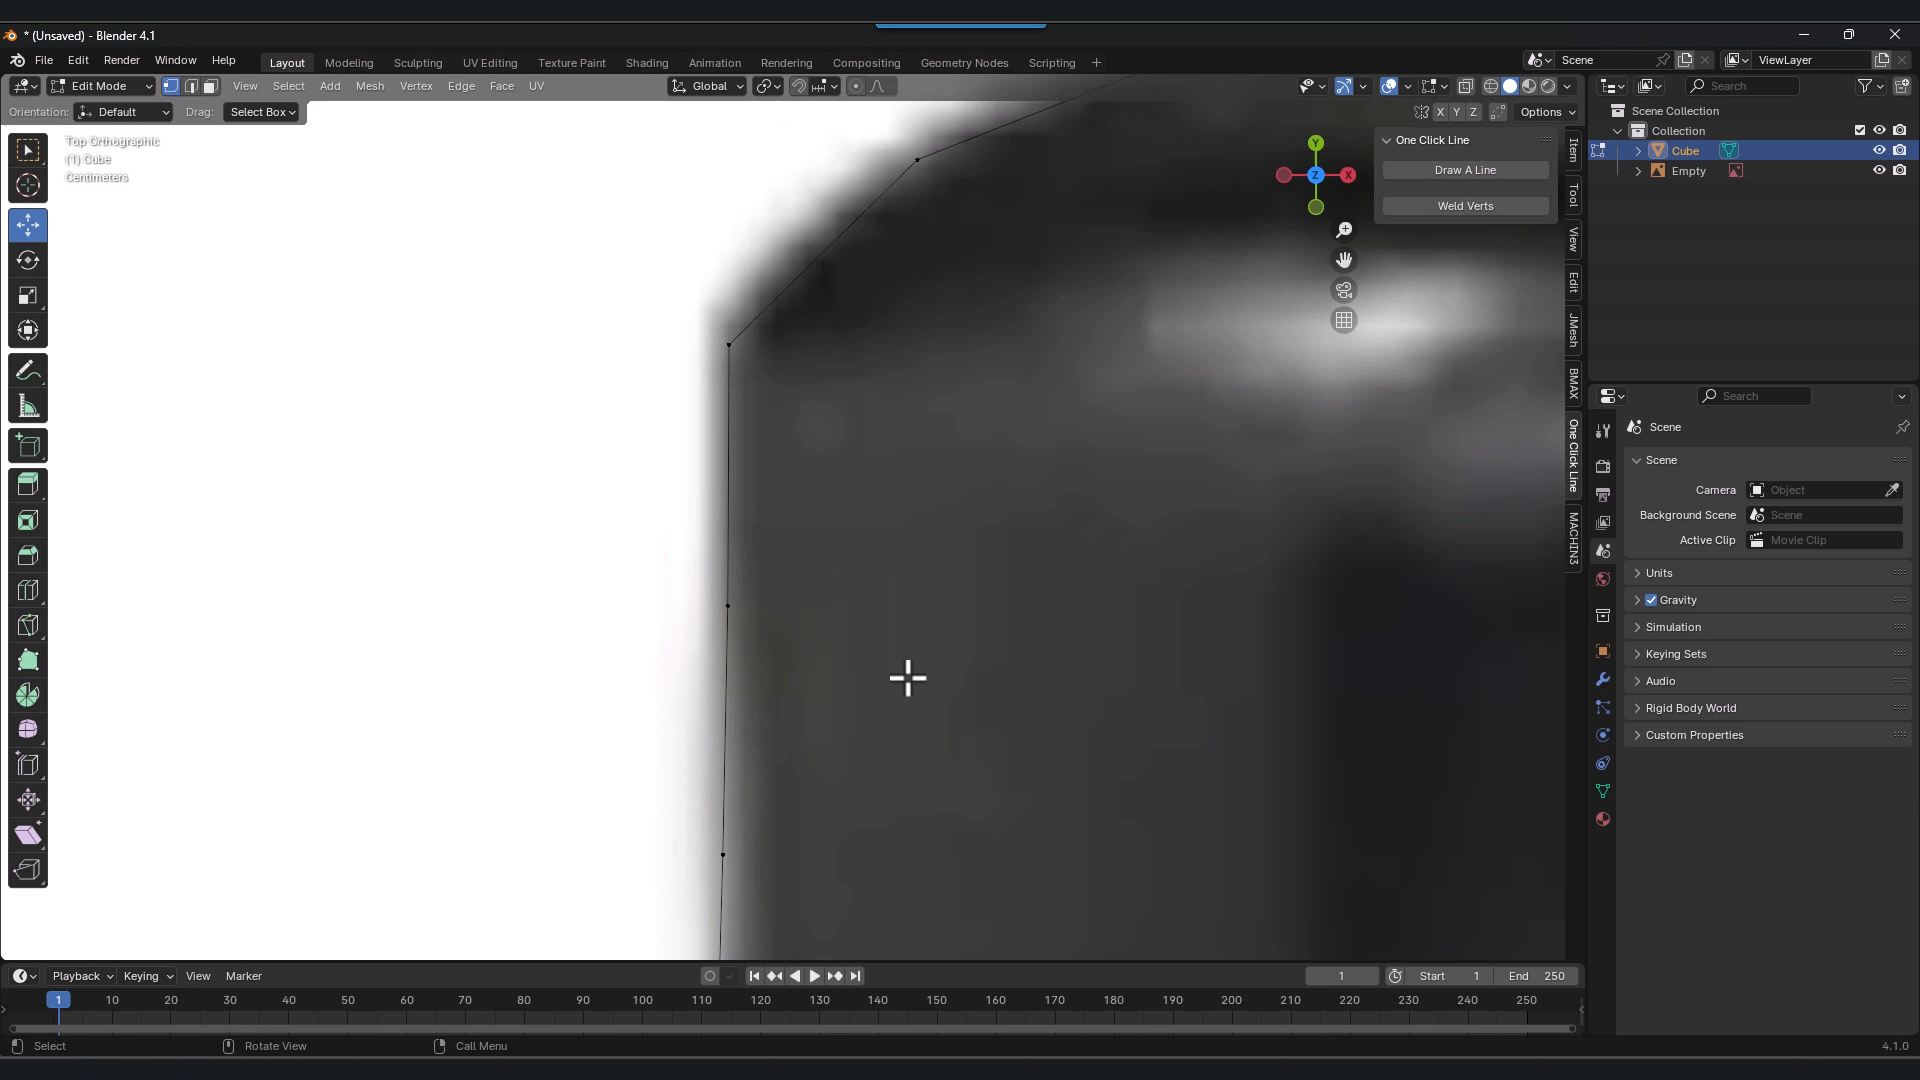 * (Unsaved) - Blender 4.1
File Edit Render Window Help
Layout Modeling Sculpting UV Editing Texture Paint Shading Animation Rendering Compositing Geometry Nodes Scripting +
Scene
ViewLayer
Edit Mode View Select Add Mesh Vertex Edge Face UV
Global
Search
Orientation: Default Drag: Select Box
X Y Z Options
Top Orthographic
(1) Cube
Centimeters
Y
Z
X
One Click Line
Draw A Line
Weld Verts
Item
Tool
View
Edit
JMesh
BMAX
One Click Line
MACHIN3
Scene Collection
Collection
Cube
Empty
Search
Scene
Scene
Camera Object
Background Scene Scene
Active Clip Movie Clip
Units
Gravity
Simulation
Keying Sets
Audio
Rigid Body World
Custom Properties
Playback Keying View Marker
1 Start 1 End 250
1 10 20 30 40 50 60 70 80 90 100 110 120 130 140 150 160 170 180 190 200 210 220 230 240 250
Select Rotate View Call Menu
4.1.0